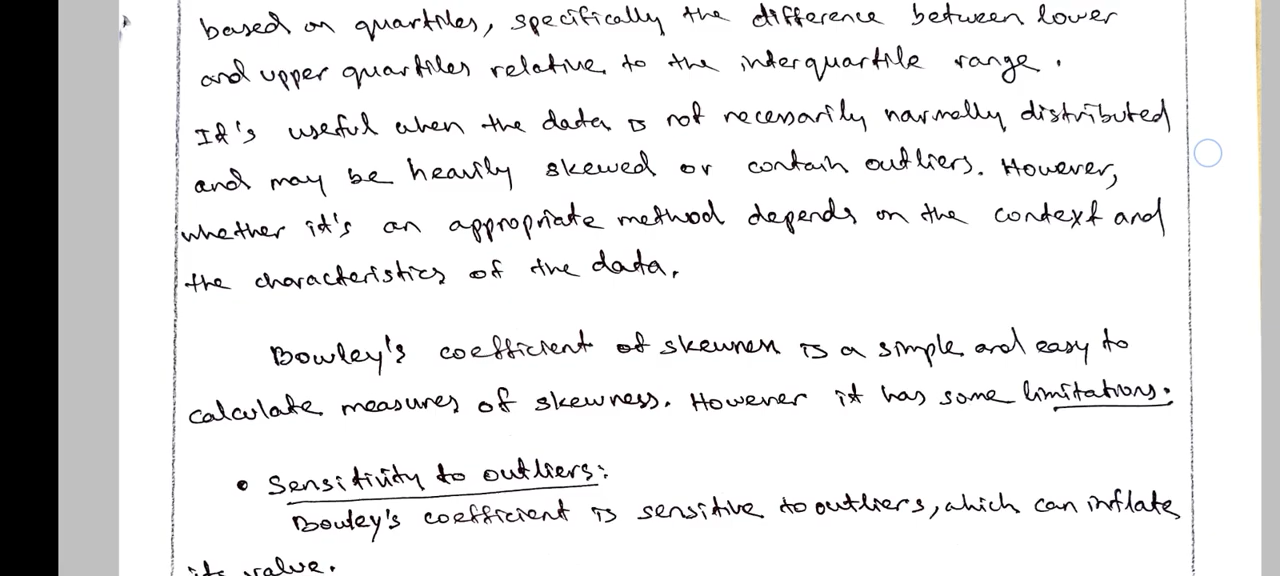 based on quartiles, specifically the difference between lower
and upper quartiles relative to the interquartile range.
It's useful when the data is not necessarily normally distributed
and may be heavily skewed or contain outliers. However,
whether it's an appropriate method depends on the context and
the characteristics of the data.
Bowley's coefficient of skewness is a simple and easy to
calculate measures of skewness. However it has some limitations.
• Sensitivity to outliers:
Bowley's coefficient is sensitive to outliers, which can inflate
its value.